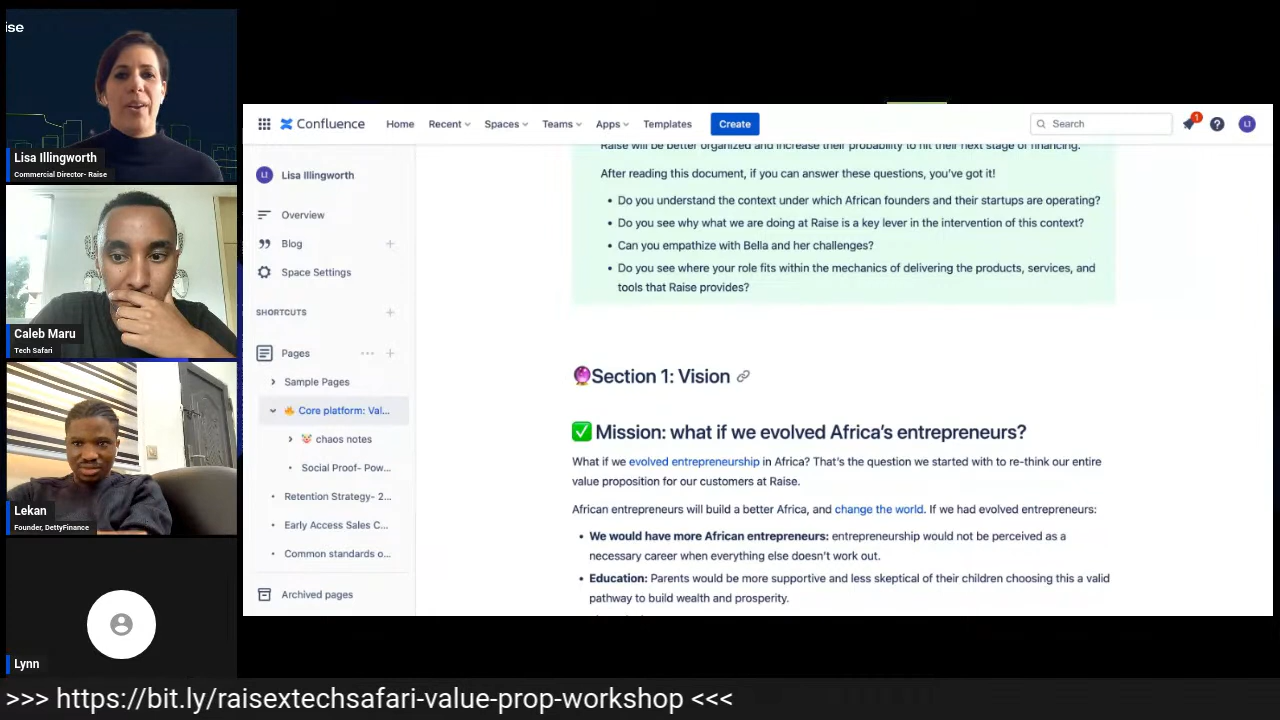 ise
Lisa Illingworth
Commercial Director- Raise
Caleb Maru
Tech Safari
Lekan
Founder, DettyFinance
Lynn
Confluence
Home
Recent
Spaces
Teams
Apps
Templates
Create
Search
1
LI
LI
Lisa Illingworth
Overview
Blog
Space Settings
SHORTCUTS
Pages
Sample Pages
🔥 Core platform: Val...
chaos notes
Social Proof- Pow...
Retention Strategy- 2...
Early Access Sales C...
Common standards o...
Archived pages
Raise will be better organized and increase their probability to hit their next stage of financing.
After reading this document, if you can answer these questions, you've got it!
• Do you understand the context under which African founders and their startups are operating?
• Do you see why what we are doing at Raise is a key lever in the intervention of this context?
• Can you empathize with Bella and her challenges?
• Do you see where your role fits within the mechanics of delivering the products, services, and
tools that Raise provides?
🔮Section 1: Vision
✅ Mission: what if we evolved Africa's entrepreneurs?
What if we evolved entrepreneurship in Africa? That's the question we started with to re-think our entire
value proposition for our customers at Raise.
African entrepreneurs will build a better Africa, and change the world. If we had evolved entrepreneurs:
• We would have more African entrepreneurs: entrepreneurship would not be perceived as a
necessary career when everything else doesn't work out.
• Education: Parents would be more supportive and less skeptical of their children choosing this a valid
pathway to build wealth and prosperity.
>>> https://bit.ly/raisextechsafari-value-prop-workshop <<<